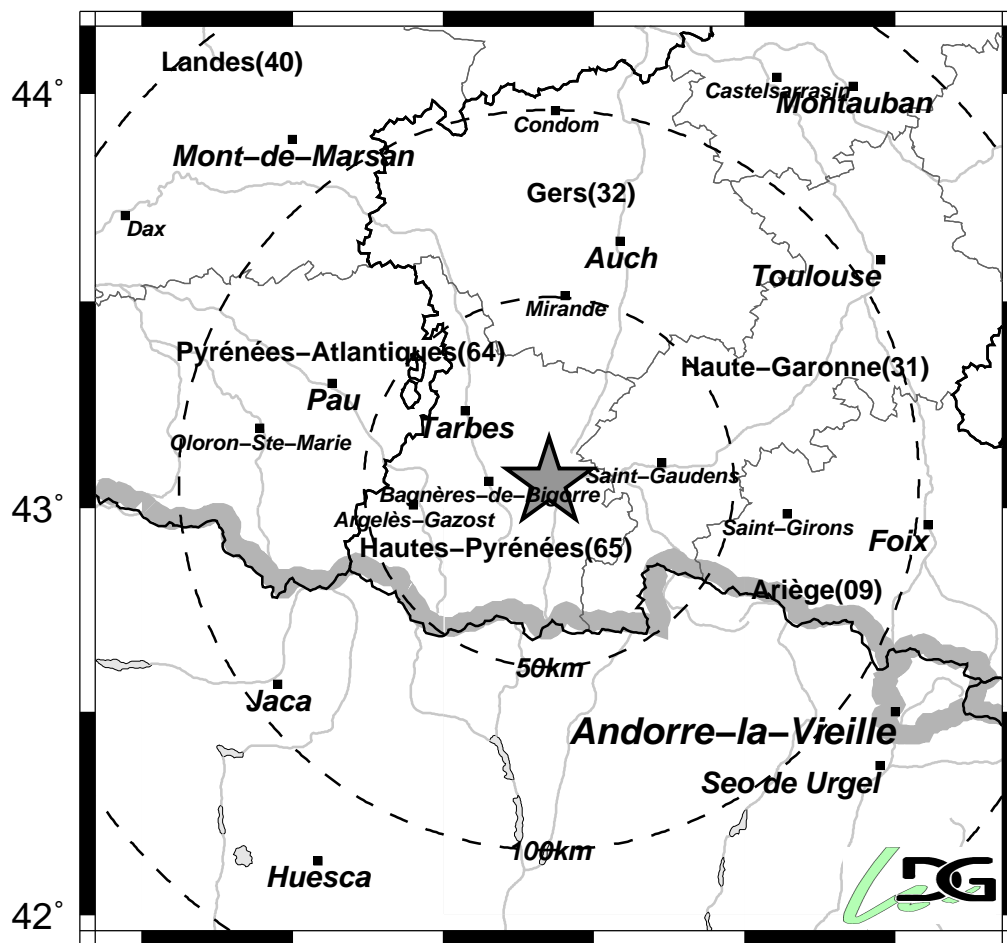 Landes(40)
44°
Castelsarrasin
Montauban
Condom
Mont–de–Marsan
Gers(32)
Dax
Auch
Toulouse
Mirande
Pyrénées–Atlantiques(64)
Haute–Garonne(31)
Pau
Tarbes
Oloron–Ste–Marie
Saint–Gaudens
Bagnères–de–Bigorre
43°
Argelès–Gazost
Saint–Girons
Foix
Hautes–Pyrénées(65)
Ariège(09)
50km
Jaca
Andorre–la–Vieille
Seo de Urgel
100km
Huesca
DG
42°